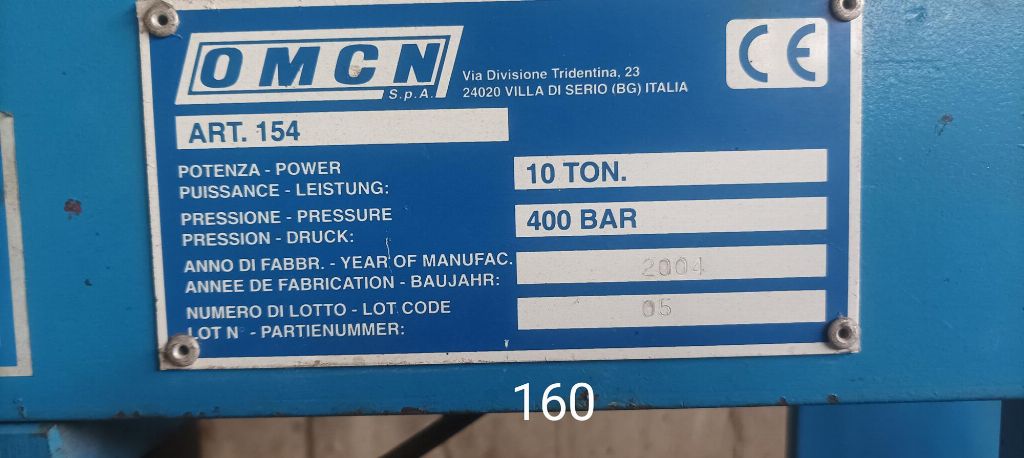 OMCN
S.p.A.
Via Divisione Tridentina, 23
24020 VILLA DI SERIO (BG) ITALIA
CE
ART. 154
POTENZA - POWER
PUISSANCE - LEISTUNG:
10 TON.
PRESSIONE - PRESSURE
PRESSION - DRUCK:
400 BAR
ANNO DI FABBR. - YEAR OF MANUFAC.
ANNEE DE FABRICATION - BAUJAHR:
2004
NUMERO DI LOTTO - LOT CODE
LOT N° - PARTIENUMMER:
05
160